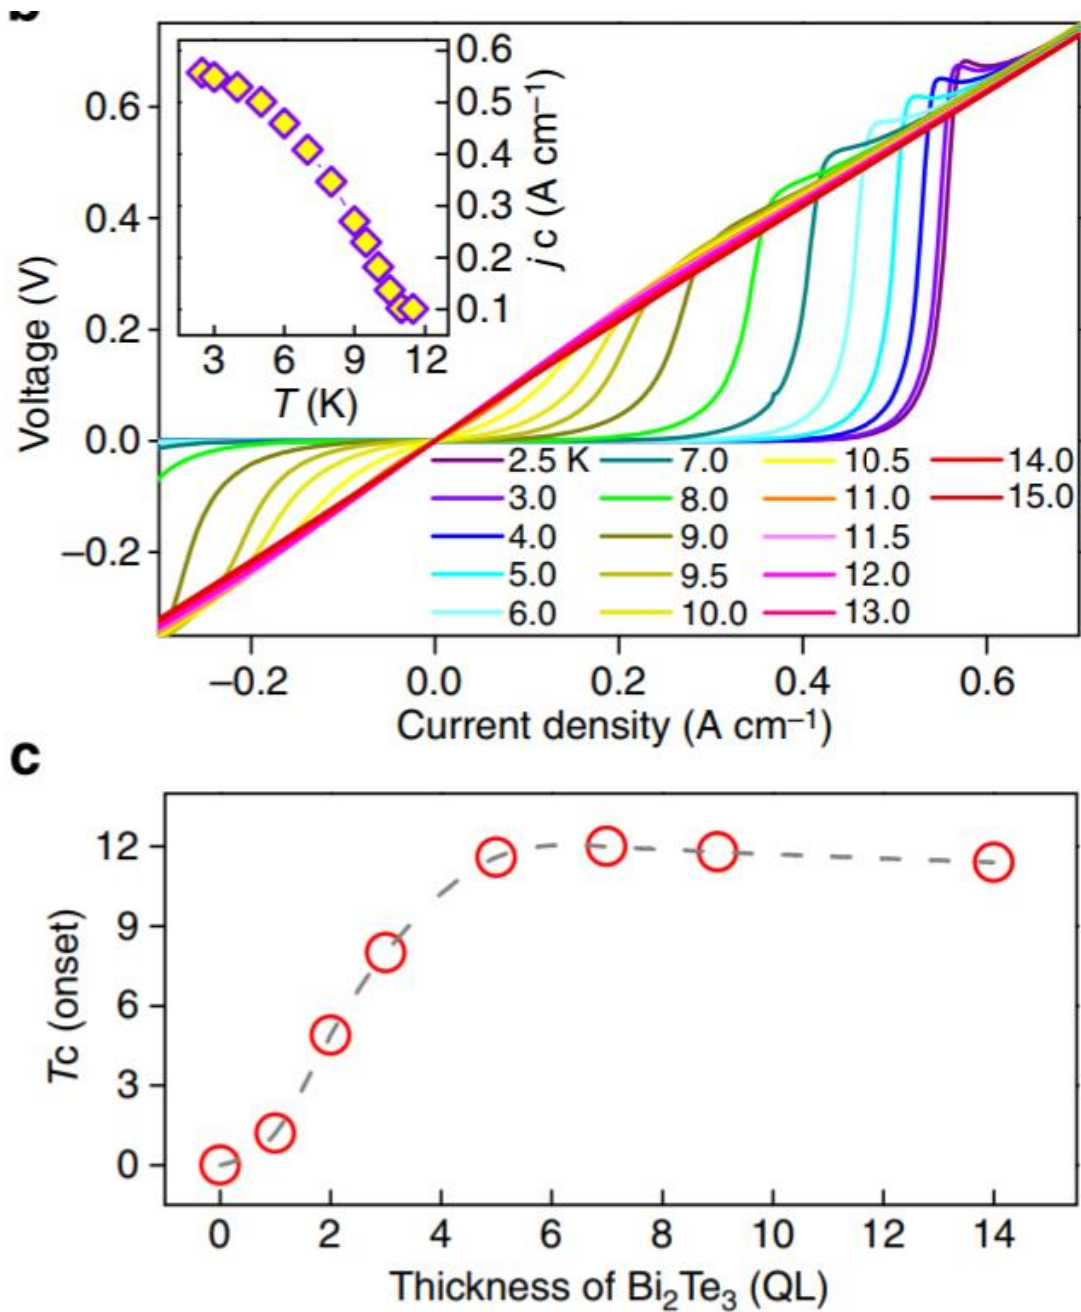 b
0.6
0.5
0.4
0.3
0.2
0.1
j c (A cm⁻¹)
3 6 9 12
T (K)
0.6
0.4
0.2
0.0
−0.2
Voltage (V)
2.5 K 7.0 10.5 14.0
3.0 8.0 11.0 15.0
4.0 9.0 11.5
5.0 9.5 12.0
6.0 10.0 13.0
−0.2 0.0 0.2 0.4 0.6
Current density (A cm⁻¹)
c
12
9
6
3
0
Tc (onset)
0 2 4 6 8 10 12 14
Thickness of Bi₂Te₃ (QL)